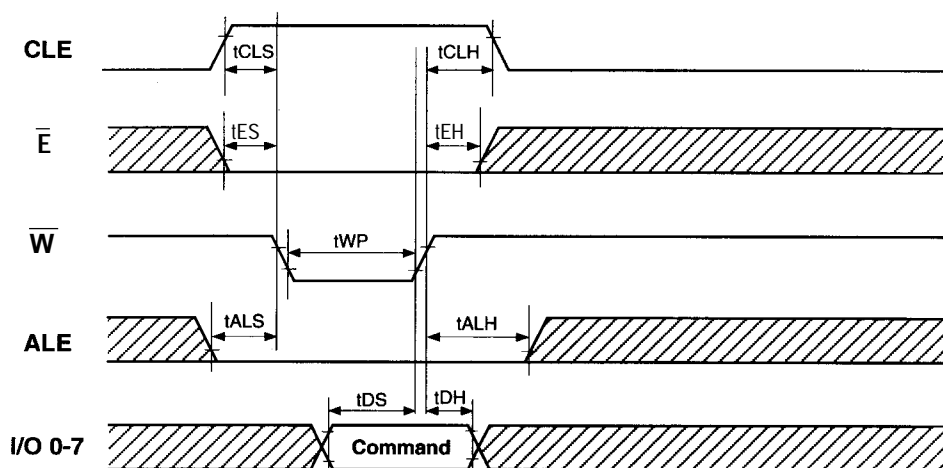 CLE tCLS tCLH
E̅ tES tEH
W̅ tWP
ALE tALS tALH
tDS tDH
I/O 0-7 Command